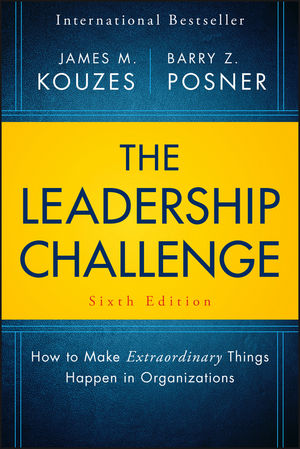 International Bestseller
JAMES M. KOUZES
BARRY Z. POSNER
THE
LEADERSHIP
CHALLENGE
Sixth Edition
How to Make Extraordinary Things
Happen in Organizations